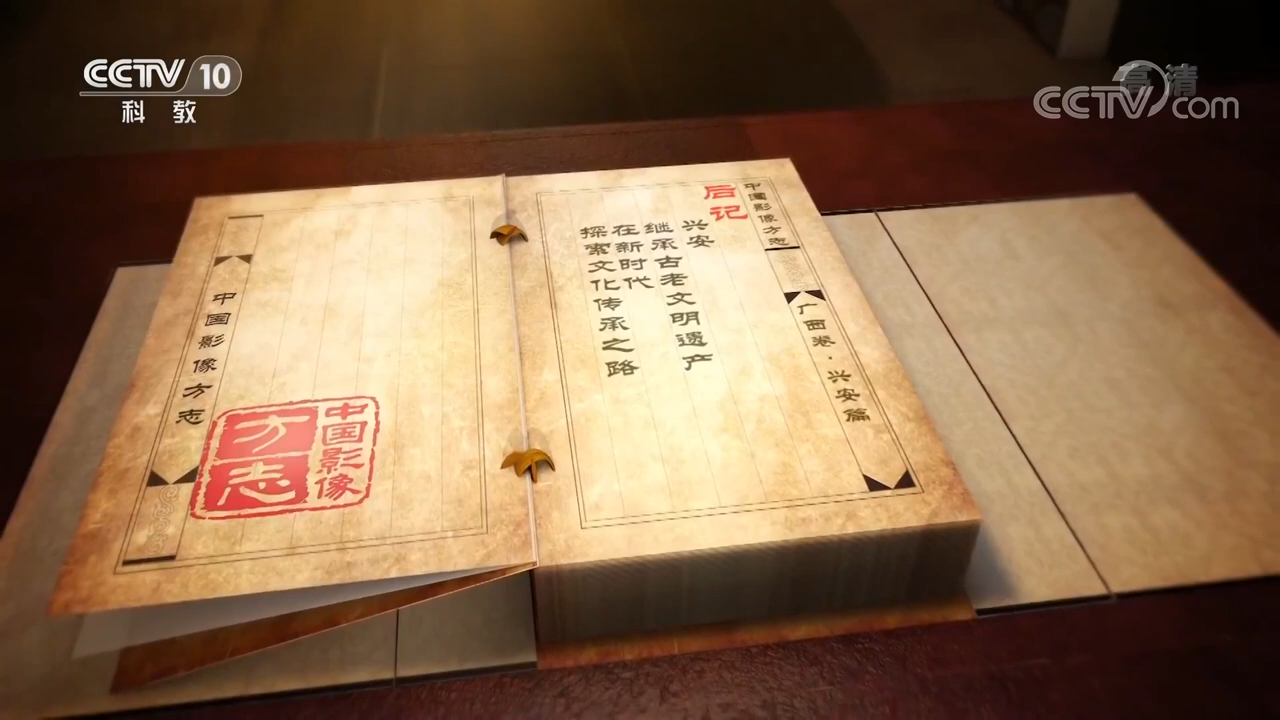 CCTV 10
科教
高清
CCTV.com
中国影像方志
广西卷·兴安篇
后记
兴安
继承古老文明遗产
在新时代
探索文化传承之路
中国影像方志
中国影像
方志